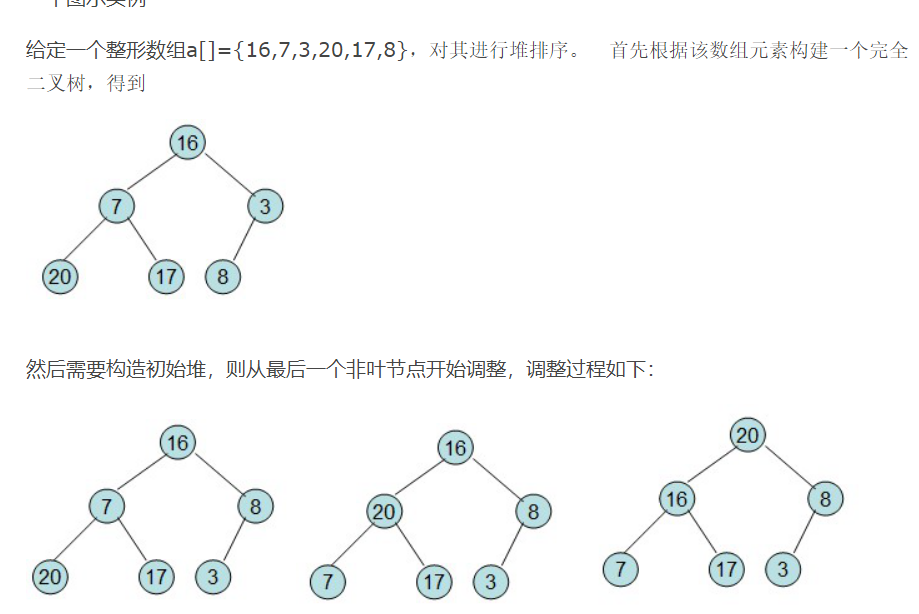 给定一个整形数组a[]={16,7,3,20,17,8}，对其进行堆排序。 首先根据该数组元素构建一个完全
二叉树，得到
16
7 3
20 17 8
然后需要构造初始堆，则从最后一个非叶节点开始调整，调整过程如下：
16 16 20
7 8 20 8 16 8
20 17 3 7 17 3 7 17 3